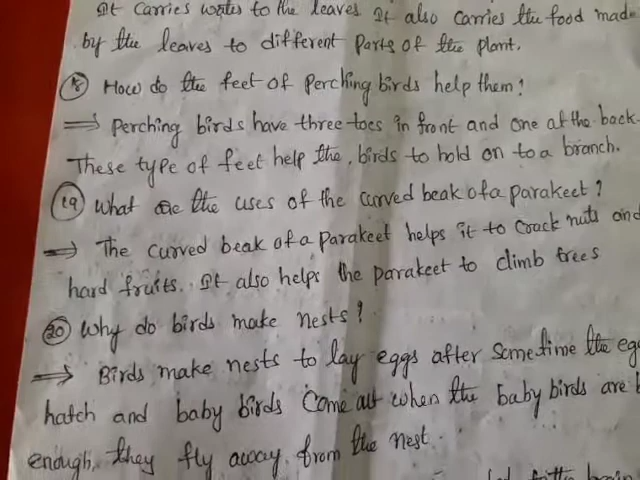 It carries water to the leaves It also carries the food made
by the leaves to different parts of the plant.
18 How do the feet of perching birds help them?
⇒ Perching birds have three toes in front and one at the back.
These type of feet help the birds to hold on to a branch.
19 What are the uses of the curved beak of a parakeet?
⇒ The curved beak of a parakeet helps it to crack nuts and
hard fruits. It also helps the parakeet to climb trees
20 Why do birds make nests?
⇒ Birds make nests to lay eggs after sometime the
hatch and baby birds come out when the baby birds are
enough, they fly away from the nest.